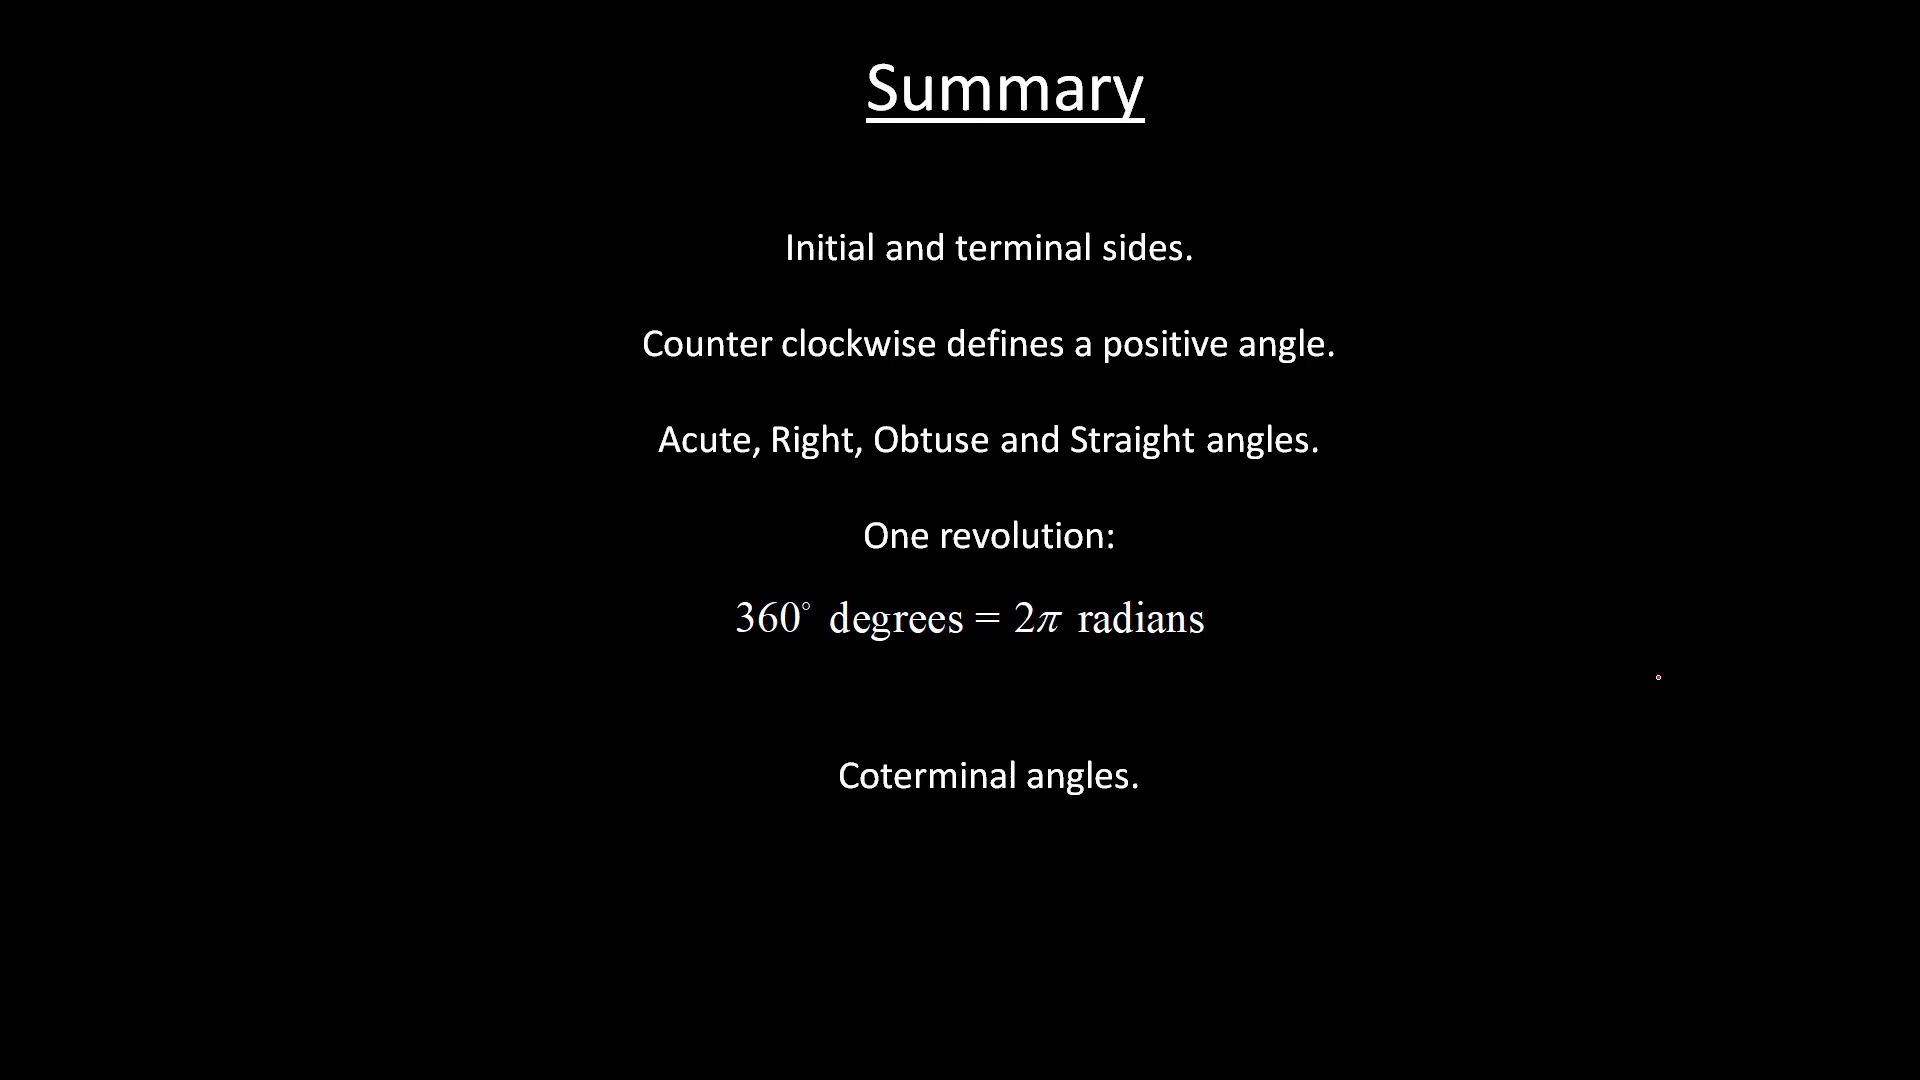 Summary
Initial and terminal sides.
Counter clockwise defines a positive angle.
Acute, Right, Obtuse and Straight angles.
One revolution:
360° degrees = 2π radians
Coterminal angles.